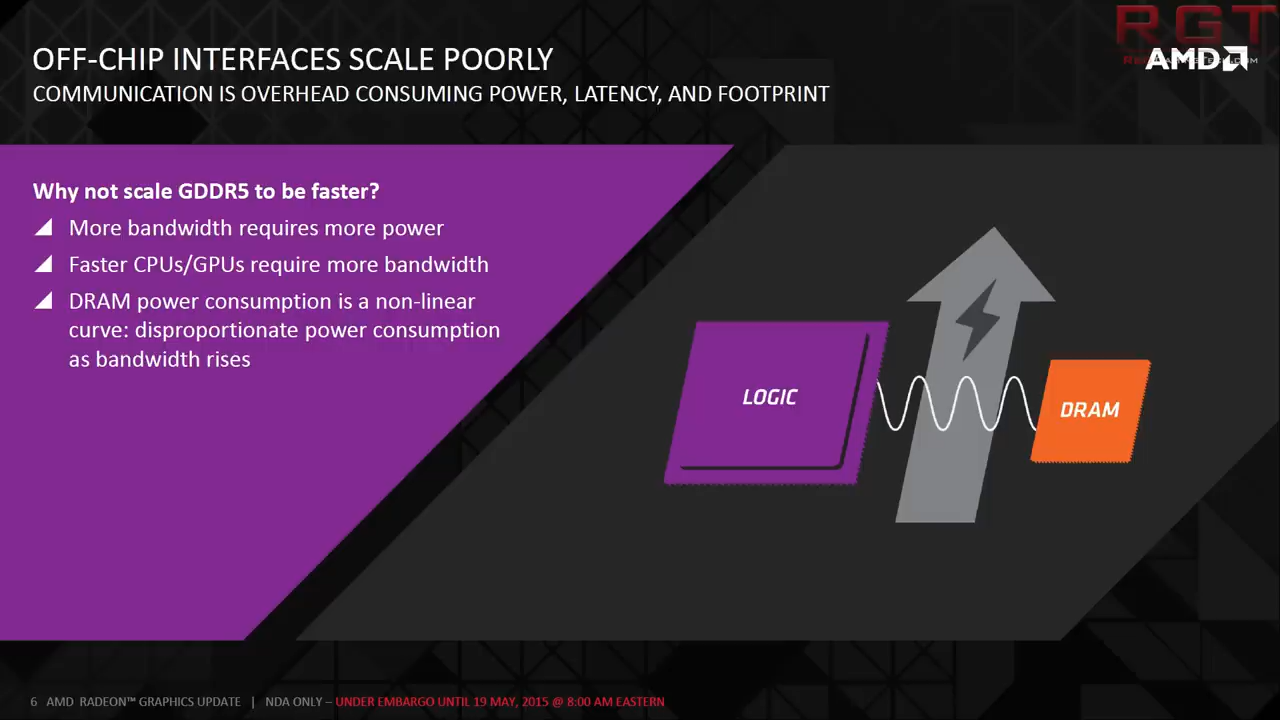 RGT
OFF-CHIP INTERFACES SCALE POORLY
AMD
COMMUNICATION IS OVERHEAD CONSUMING POWER, LATENCY, AND FOOTPRINT
Why not scale GDDR5 to be faster?
More bandwidth requires more power
Faster CPUs/GPUs require more bandwidth
DRAM power consumption is a non-linear
curve: disproportionate power consumption
as bandwidth rises
LOGIC
DRAM
6 AMD RADEON™ GRAPHICS UPDATE | NDA ONLY – UNDER EMBARGO UNTIL 19 MAY, 2015 @ 8:00 AM EASTERN